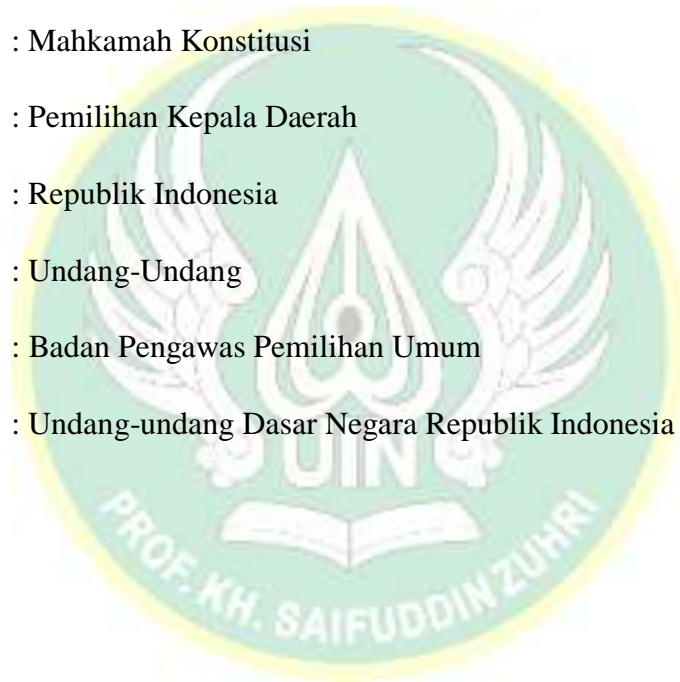 : Mahkamah Konstitusi
: Pemilihan Kepala Daerah
: Republik Indonesia
: Undang-Undang
: Badan Pengawas Pemilihan Umum
: Undang-undang Dasar Negara Republik Indonesia
UIN
PROF. KH. SAIFUDDIN ZUHRI